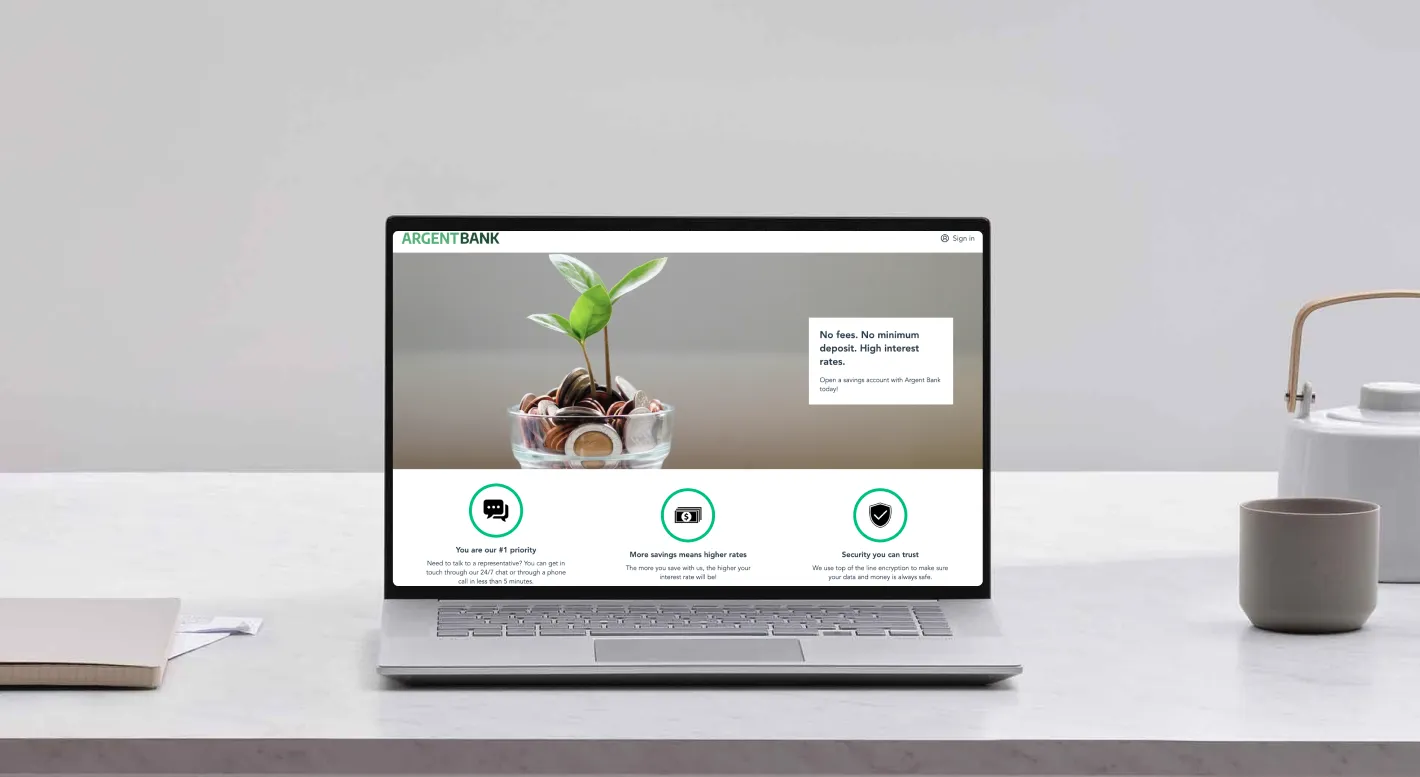 ARGENTBANK
Sign in
No fees. No minimum
deposit. High interest
rates.
Open a savings account with Argent Bank
today!
You are our #1 priority
Need to talk to a representative? You can get in
touch through our 24/7 chat or through a phone
call in less than 5 minutes.
More savings means higher rates
The more you save with us, the higher your
interest rate will be!
Security you can trust
We use top of the line encryption to make sure
your data and money is always safe.